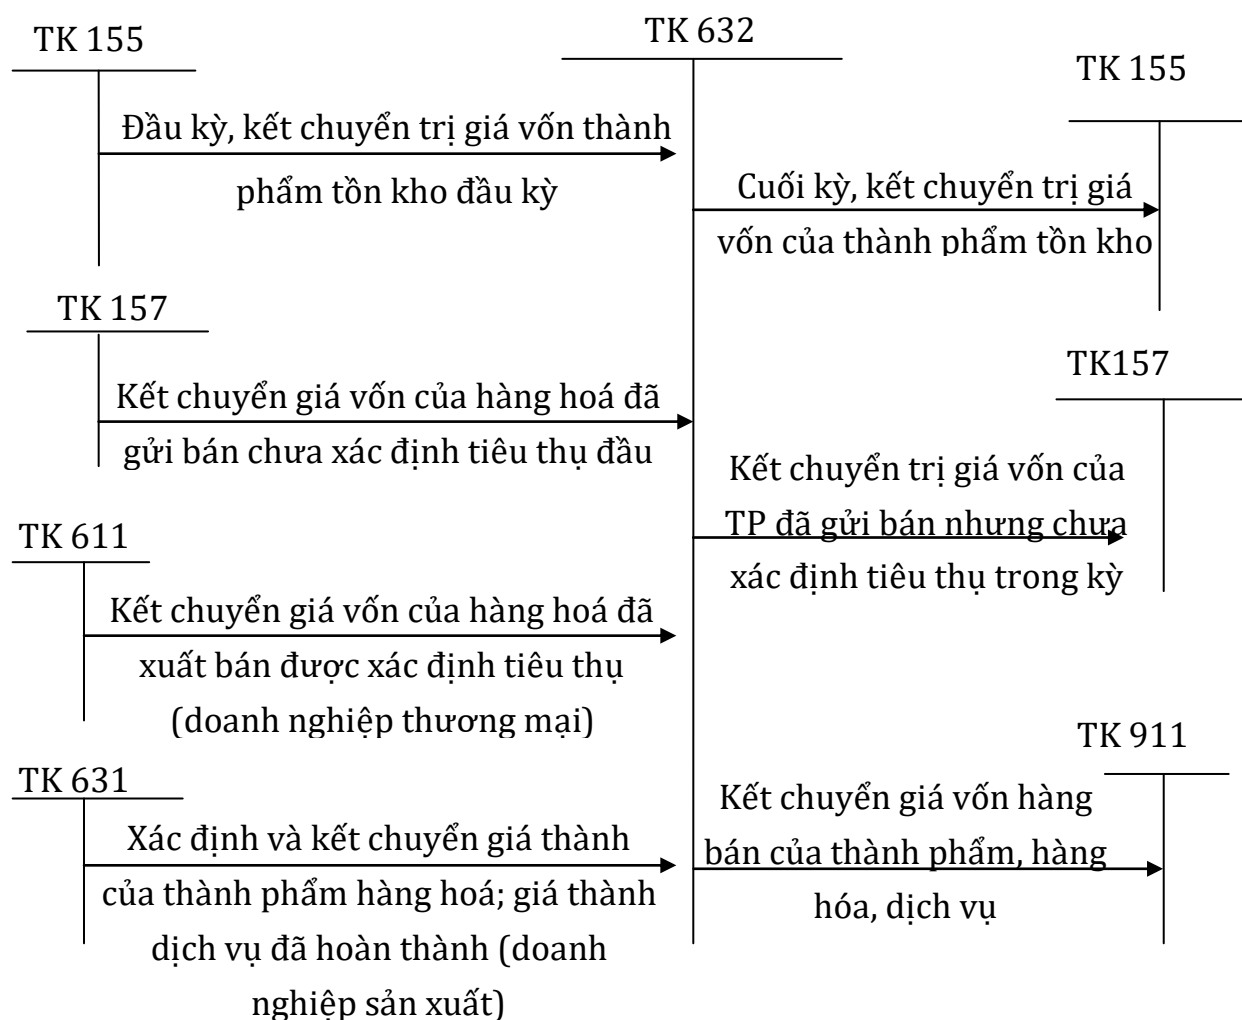 TK 155
Đầu kỳ, kết chuyển trị giá vốn thành
phẩm tồn kho đầu kỳ
TK 157
Kết chuyển giá vốn của hàng hoá đã
gửi bán chưa xác định tiêu thụ đầu
TK 611
Kết chuyển giá vốn của hàng hoá đã
xuất bán được xác định tiêu thụ
(doanh nghiệp thương mại)
TK 631
Xác định và kết chuyển giá thành
của thành phẩm hàng hoá; giá thành
dịch vụ đã hoàn thành (doanh
nghiệp sản xuất)
TK 632
TK 155
Cuối kỳ, kết chuyển trị giá
vốn của thành phẩm tồn kho
TK157
Kết chuyển trị giá vốn của
TP đã gửi bán nhưng chưa
xác định tiêu thụ trong kỳ
TK 911
Kết chuyển giá vốn hàng
bán của thành phẩm, hàng
hóa, dịch vụ